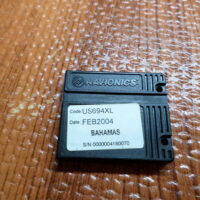 NAVIONICS
Code: US694XL
Date: FEB2004
BAHAMAS
S/N 0000004180070